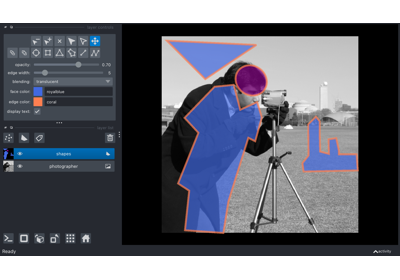 opacity: 0.70
edge width: 5
blending: translucent
face color: royalblue
edge color: coral
display text: ✓
shapes
photographer
Ready
activity